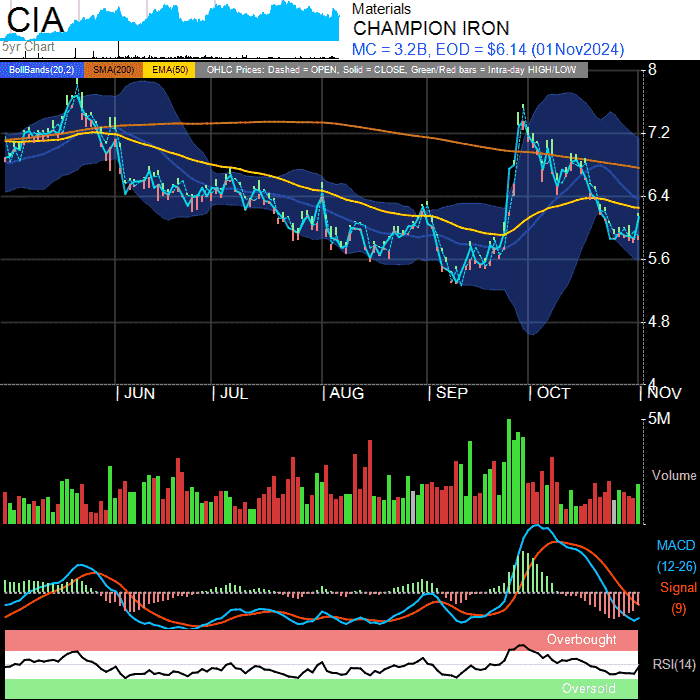 CIA
5yr Chart
Materials
CHAMPION IRON
MC = 3.2B, EOD = $6.14 (01Nov2024)
BollBands(20,2) SMA(200) EMA(50) OHLC Prices: Dashed = OPEN, Solid = CLOSE, Green/Red bars = Intra-day HIGH/LOW
8
7.2
6.4
5.6
4.8
4
JUN JUL AUG SEP OCT NOV
5M
Volume
MACD
(12-26)
Signal
(9)
Overbought
RSI(14)
Oversold